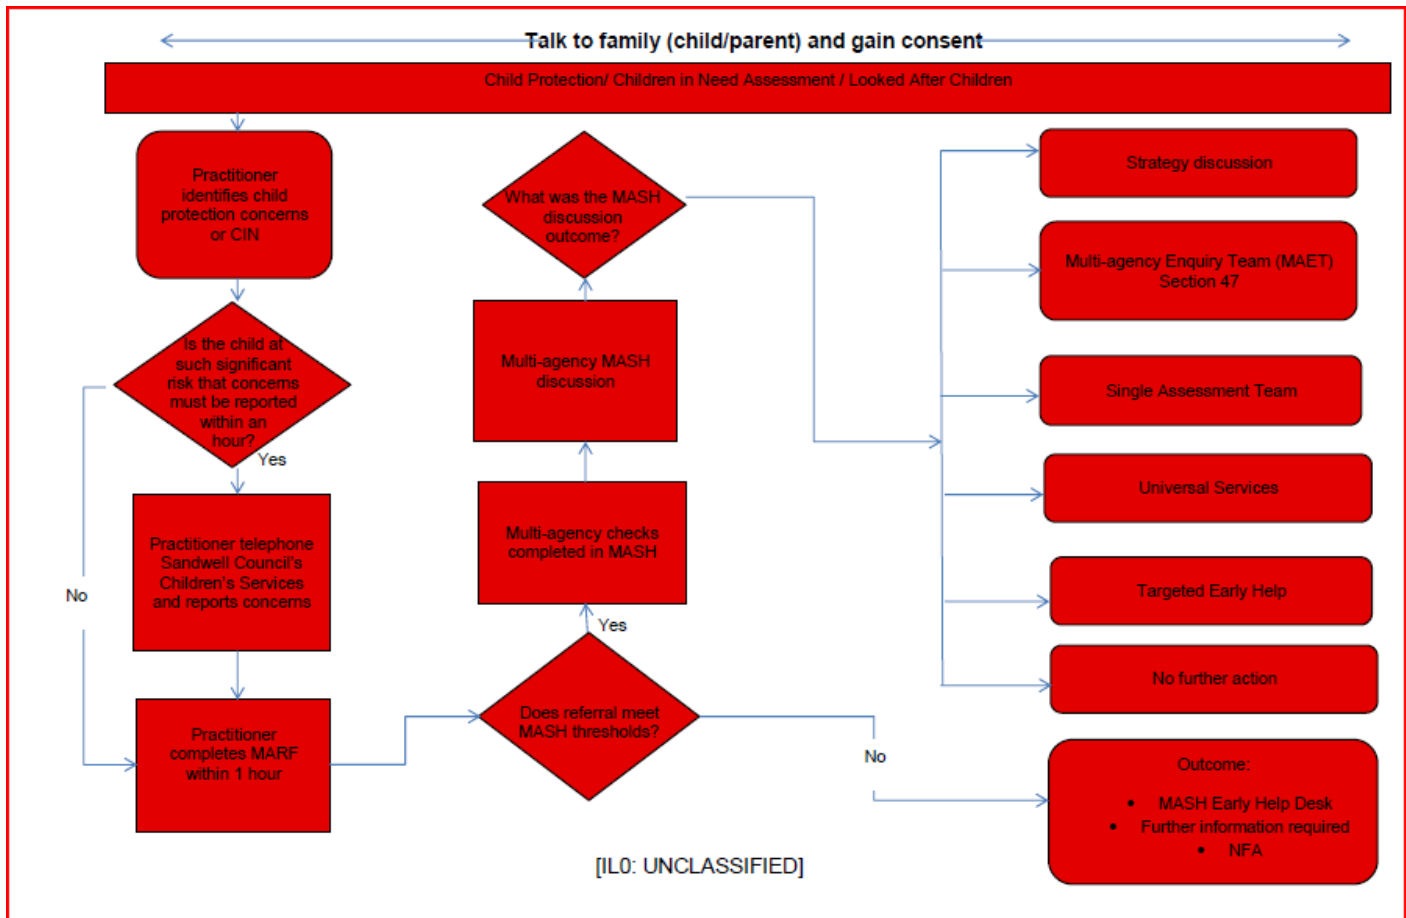 Talk to family (child/parent) and gain consent
Child Protection/ Children in Need Assessment / Looked After Children
Practitioner
identifies child
protection concerns
or CIN
Is the child at
such significant
risk that concerns
must be reported
within an
hour?
Yes
No
Practitioner telephone
Sandwell Council's
Children's Services
and reports concerns
Practitioner
completes MARF
within 1 hour
What was the MASH
discussion
outcome?
Multi-agency MASH
discussion
Multi-agency checks
completed in MASH
Yes
Does referral meet
MASH thresholds?
No
Strategy discussion
Multi-agency Enquiry Team (MAET)
Section 47
Single Assessment Team
Universal Services
Targeted Early Help
No further action
Outcome:
• MASH Early Help Desk
• Further information required
• NFA
[IL0: UNCLASSIFIED]